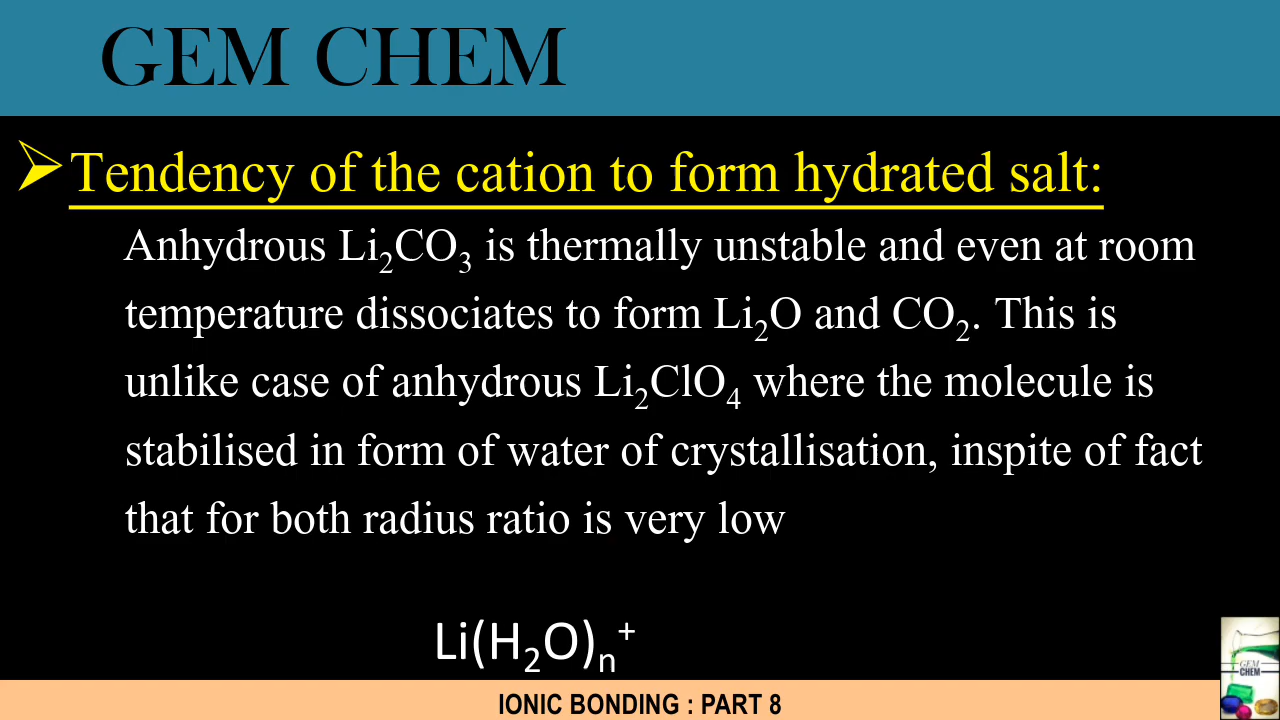 GEM CHEM
➢Tendency of the cation to form hydrated salt:
Anhydrous Li₂CO₃ is thermally unstable and even at room
temperature dissociates to form Li₂O and CO₂. This is
unlike case of anhydrous Li₂ClO₄ where the molecule is
stabilised in form of water of crystallisation, inspite of fact
that for both radius ratio is very low
Li(H₂O)ₙ⁺
GEM
CHEM
IONIC BONDING : PART 8